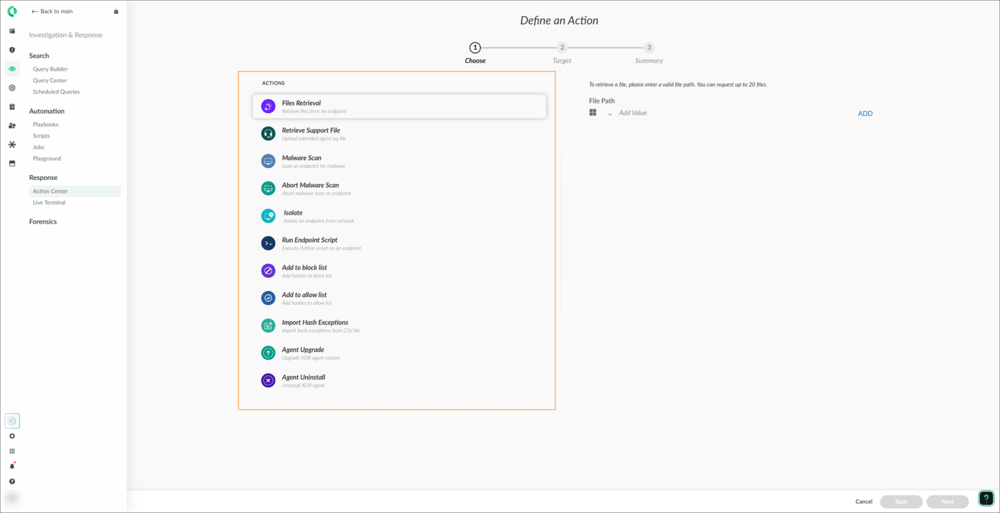 Back to main
Investigation & Response
Search
Query Builder
Query Center
Scheduled Queries
Automation
Playbooks
Scripts
Jobs
Playground
Response
Action Center
Live Terminal
Forensics
Define an Action
1
2
3
Choose
Target
Summary
ACTIONS
Files Retrieval
Retrieve files from an endpoint
Retrieve Support File
Upload extended agent log file
Malware Scan
Scan an endpoint for malware
Abort Malware Scan
Abort malware scan on endpoint
Isolate
Isolate an endpoint from network
Run Endpoint Script
Execute Python script on an endpoint
Add to block list
Add hashes to block list
Add to allow list
Add hashes to allow list
Import Hash Exceptions
Import hash exceptions from CSV file
Agent Upgrade
Upgrade XDR agent version
Agent Uninstall
Uninstall XDR agent
To retrieve a file, please enter a valid file path. You can request up to 20 files.
File Path
Add Value
ADD
Cancel
Back
Next
?